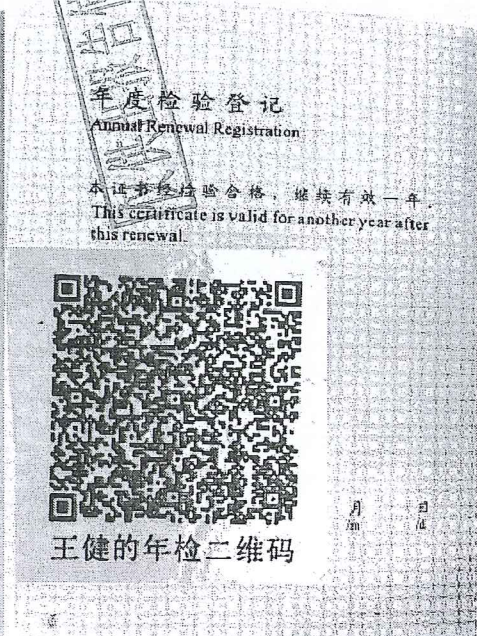 年度检验登记
Annual Renewal Registration
本证书经检验合格，继续有效一年．
This certificate is valid for another year after
this renewal.
王健的年检二维码
月 日
/m /d